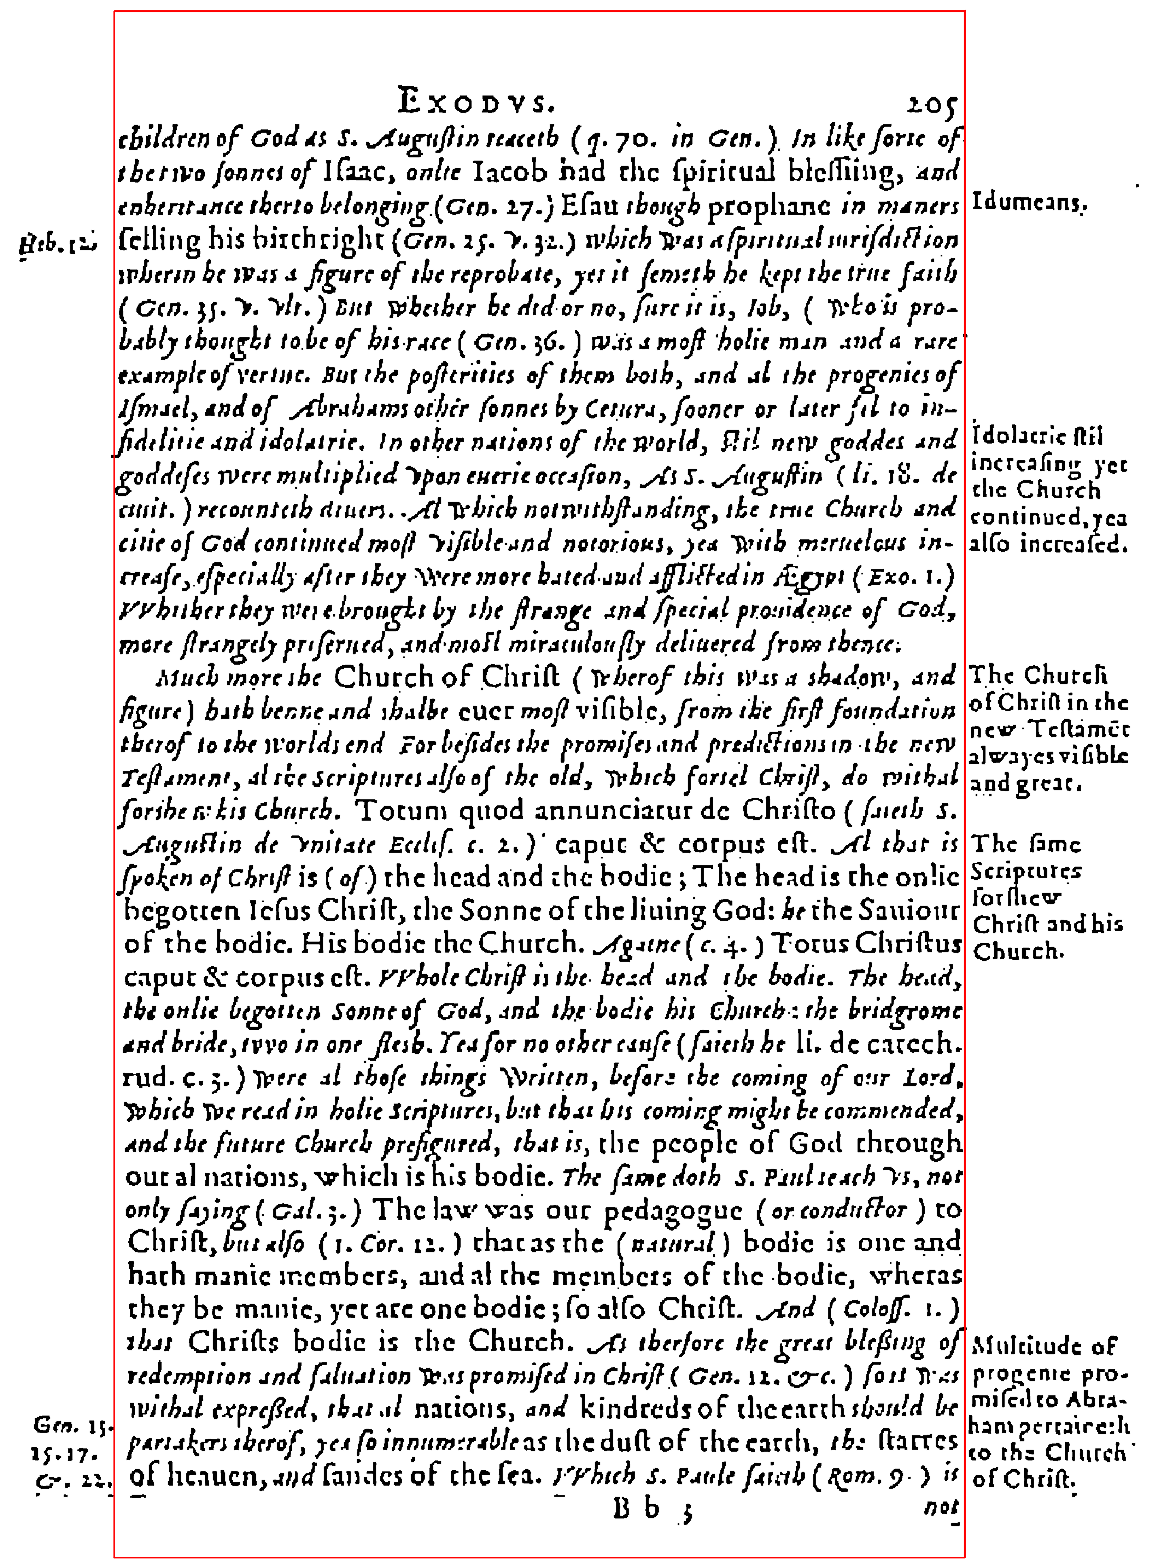 EXODVS. 205
children of God as S. Augustin teaceth (q. 70. in Gen.) In like sorte of
the two sonnes of Isaac, onlie Iacob had the spiritual blessiing, and
enheritance therto belonging (Gen. 27.) Esau though prophane in maners
selling his birthright (Gen. 25. v. 32.) which was a spiritual iurisdiction
wherin he was a figure of the reprobate, yet it semeth he kept the true faith
(Gen. 35. v. vlt.) But whether he did or no, sure it is, Iob, (who is pro-
bably thought to be of his race (Gen. 36.) was a most holie man and a rare
example of vertue. But the posterities of them both, and al the progenies of
Ismael, and of Abrahams other sonnes by Cetura, sooner or later fel to in-
fidelitie and idolatrie. In other nations of the world, stil new goddes and
goddeses were multiplied vpon euerie occasion, As S. Augustin (li. 18. de
ciuit.) recounteth diuers. Al which notwithstanding, the true Church and
citie of God continued most visible and notorious, yea with meruelous in-
crease, especially after they were more hated and afflicted in Ægypt (Exo. 1.)
VVhither they were brought by the strange and special prouidence of God,
more strangely preserued, and most miraculously deliuered from thence.
Much more the Church of Christ (wherof this was a shadow, and
figure) hath benne and shalbe euer most visible, from the first foundation
therof to the worlds end For besides the promises and predictions in the new
Testament, al the Scriptures also of the old, which fortel Christ, do withal
forshew his Church. Totum quod annunciatur de Christo (saieth S.
Augustin de vnitate Eccles. c. 2.) caput & corpus est. Al that is
spoken of Christ is (of) the head and the bodie; The head is the onlie
begotten Iesus Christ, the Sonne of the liuing God: he the Sauiour
of the bodie. His bodie the Church. Againe (c. 4.) Totus Christus
caput & corpus est. VVhole Christ is the head and the bodie. The head,
the onlie begotten Sonne of God, and the bodie his Church: the bridgrome
and bride, tvvo in one flesh. Yea for no other cause (saieth he li. de catech.
rud. c. 3.) were al those things written, before the coming of our Lord,
which we read in holie Scriptures, but that his coming might be commended,
and the future Church prefigured, that is, the people of God through
out al nations, which is his bodie. The same doth S. Paul teach vs, not
only saying (Gal. 3.) The law was our pedagogue (or conductor) to
Christ, but also (1. Cor. 12.) that as the (natural) bodie is one and
hath manie members, and al the members of the bodie, wheras
they be manie, yet are one bodie; so also Christ. And (Coloss. 1.)
that Christs bodie is the Church. As therfore the great blessing of
redemption and saluation was promised in Christ (Gen. 12. &c.) so it was
withal expressed, that al nations, and kindreds of the earth should be
partakers therof, yea so innumerable as the dust of the earth, the starres
of heauen, and sandes of the sea. VVhich S. Paule saith (Rom. 9.) is
Bb 3 not
Heb. 12.
Gen. 13.
15. 17.
& 22.
Idumeans.
Idolatrie stil
increasing yet
the Church
continued, yea
also increased.
The Church
of Christ in the
new Testamēt
alwayes visible
and great.
The same
Scriptures
forshew
Christ and his
Church.
Multitude of
progenie pro-
mised to Abra-
ham pertaineth
to the Church
of Christ.